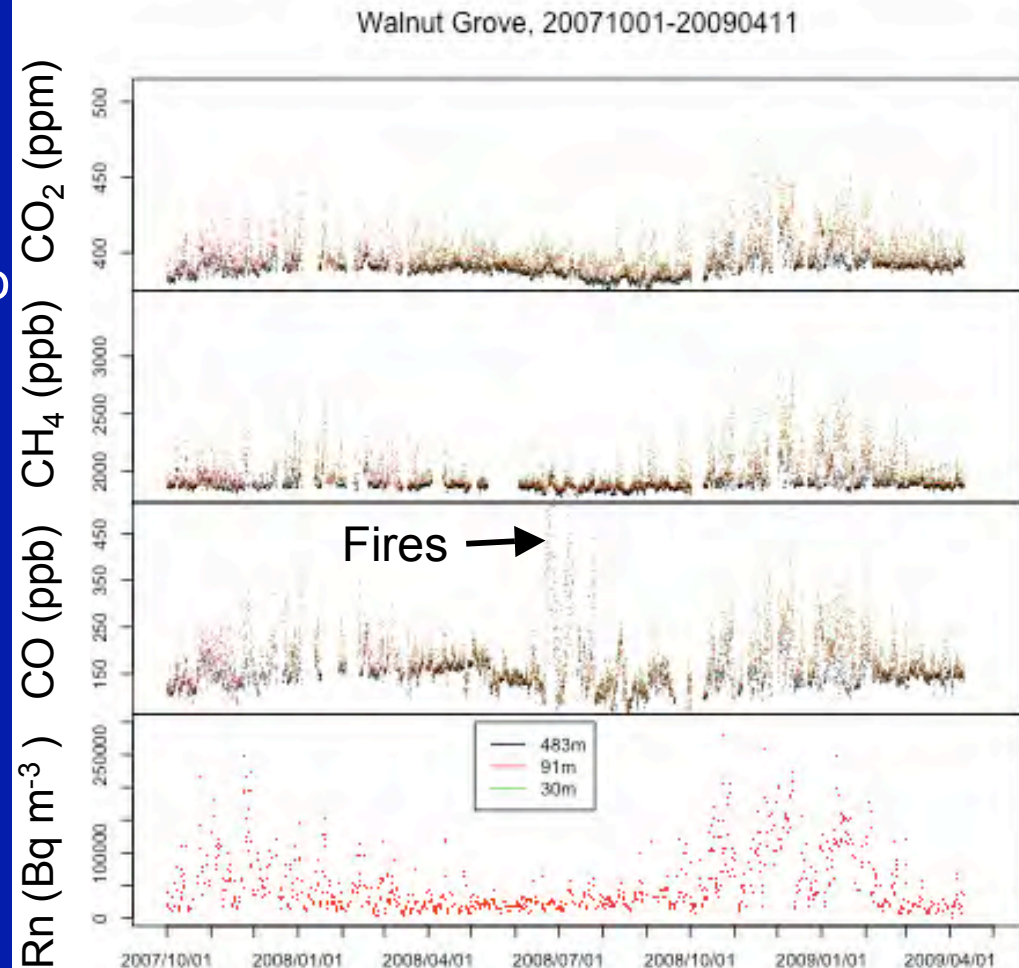 Walnut Grove, 20071001-20090411
CO₂ (ppm)
500
450
400
CH₄ (ppb)
3000
2500
2000
CO (ppb)
450
350
250
150
Fires
Rn (Bq m⁻³)
250000
100000
0
483m
91m
30m
2007/10/01 2008/01/01 2008/04/01 2008/07/01 2008/10/01 2009/01/01 2009/04/01